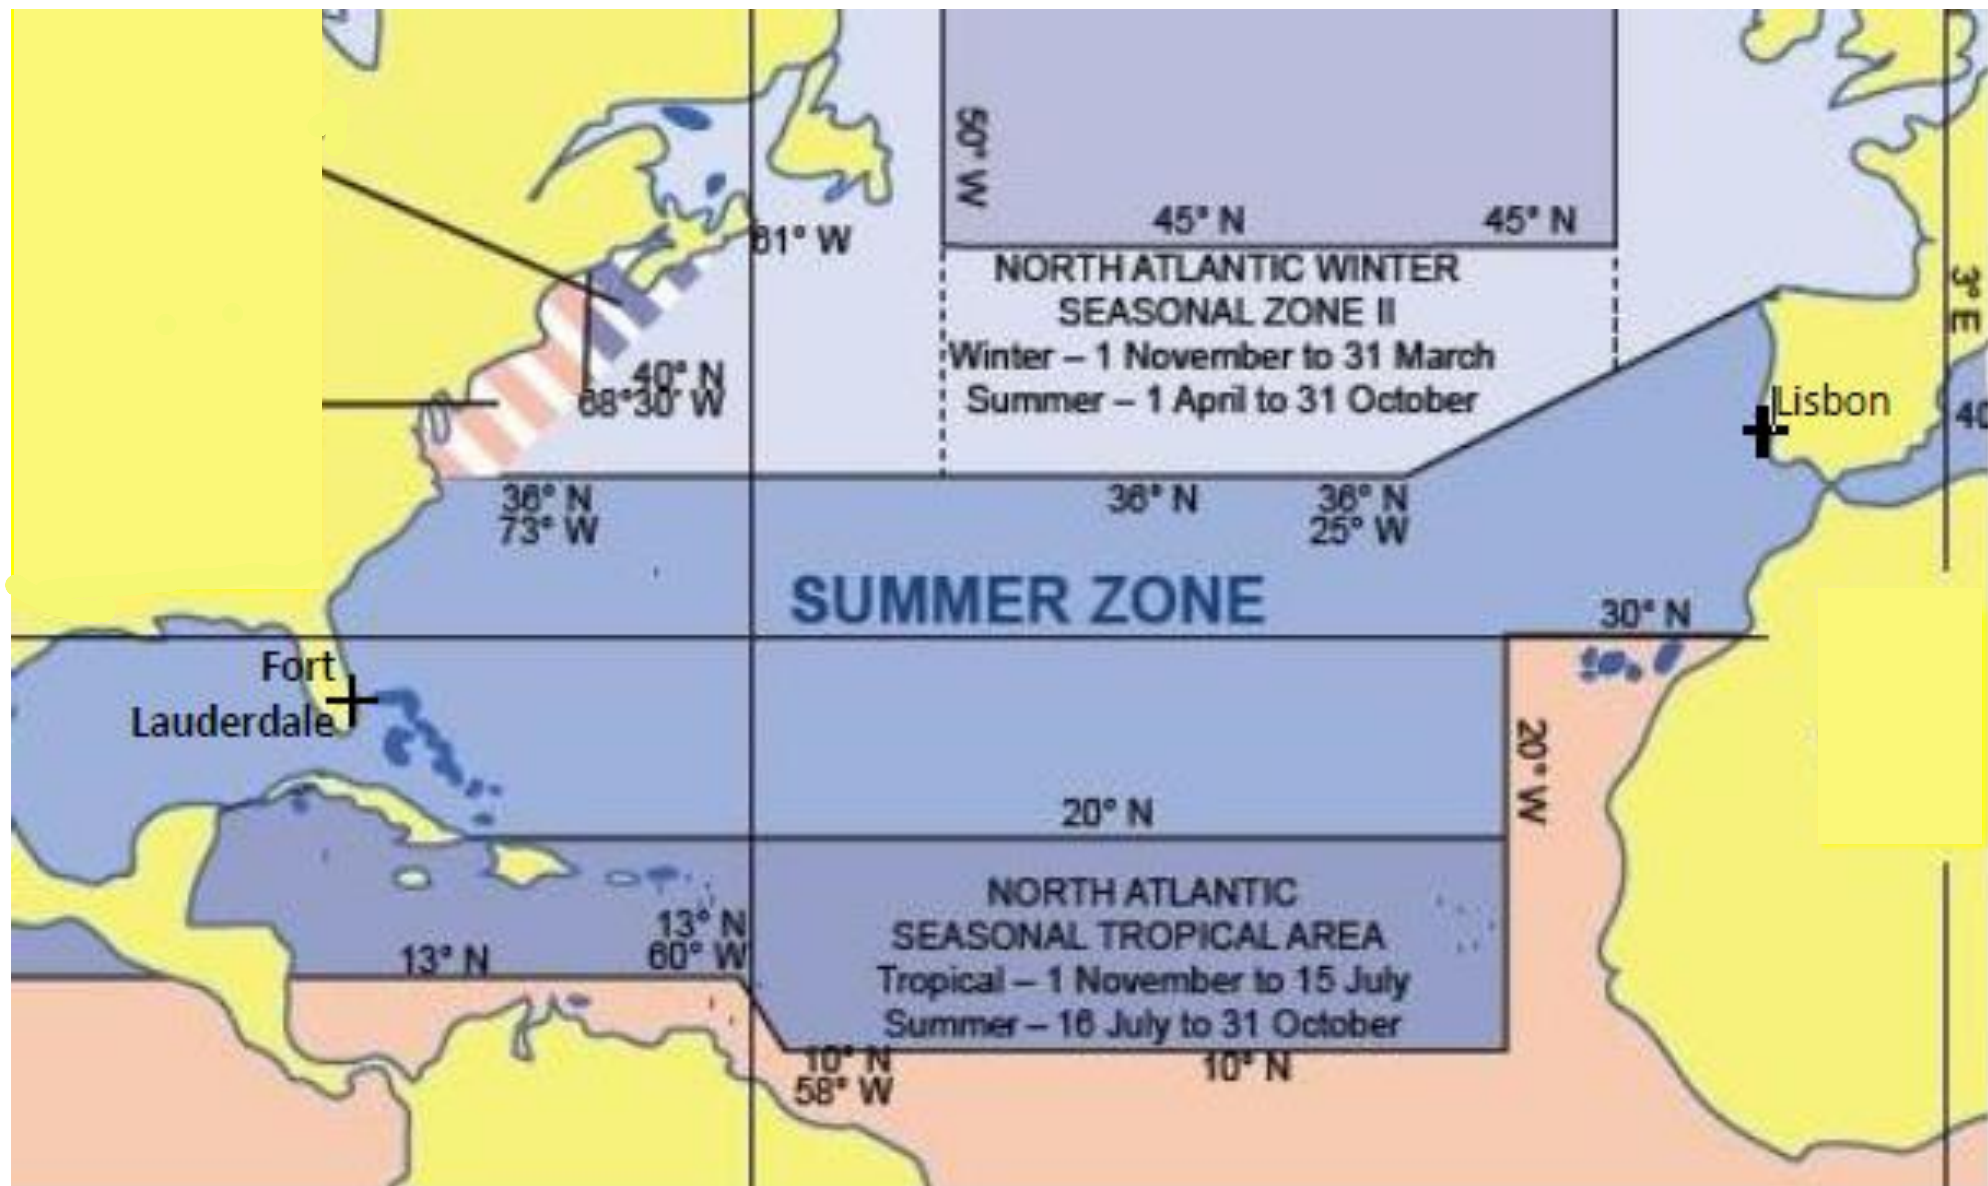 50° W
61° W
45° N
45° N
NORTH ATLANTIC WINTER
SEASONAL ZONE II
Winter – 1 November to 31 March
Summer – 1 April to 31 October
3° E
40° N
68°30' W
Lisbon
40
36° N
73° W
36° N
36° N
25° W
SUMMER ZONE
30° N
Fort
Lauderdale
20° W
20° N
NORTH ATLANTIC
SEASONAL TROPICAL AREA
Tropical – 1 November to 15 July
Summer – 16 July to 31 October
13° N
13° N
60° W
10° N
58° W
10° N